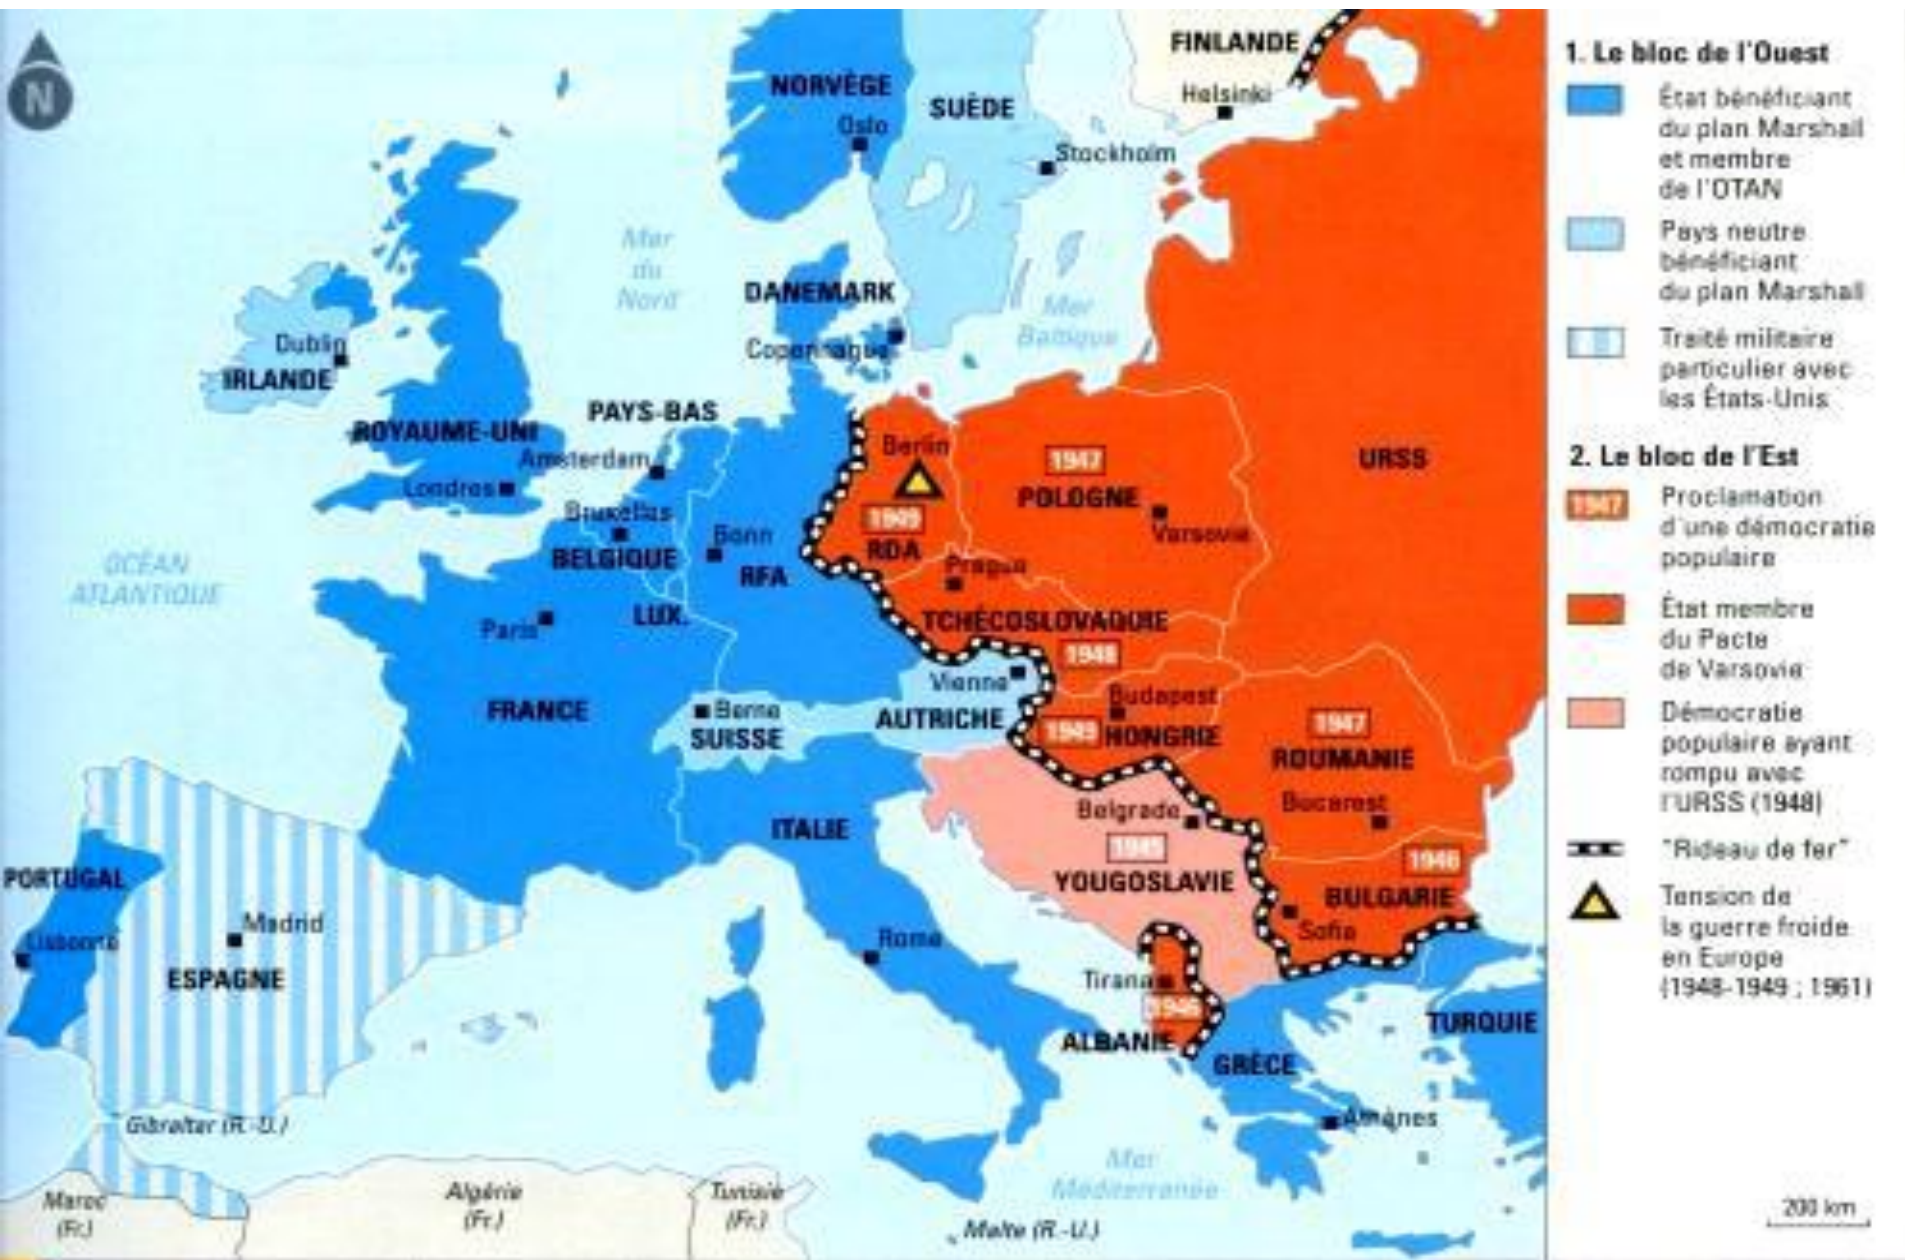 N
FINLANDE
Helsinki
NORVÈGE
Oslo
SUÈDE
Stockholm
Mer
du
Nord
DANEMARK
Copenhague
Mer
Baltique
Dublin
IRLANDE
ROYAUME-UNI
Londres
PAYS-BAS
Amsterdam
Bruxelles
BELGIQUE
LUX.
Bonn
RFA
Berlin
1949
RDA
1947
POLOGNE
Varsovie
URSS
Prague
TCHÉCOSLOVAQUIE
1948
OCÉAN
ATLANTIQUE
Paris
FRANCE
Berne
SUISSE
Vienne
AUTRICHE
Budapest
1949 HONGRIE
1947
ROUMANIE
Bucarest
ITALIE
Rome
Belgrade
1945
YOUGOSLAVIE
1946
BULGARIE
Sofia
PORTUGAL
Lisbonne
Madrid
ESPAGNE
Tirana
1946
ALBANIE
GRÈCE
Athènes
TURQUIE
Gibraltar (R.-U.)
Mer
Méditerranée
Maroc
(Fr.)
Algérie
(Fr.)
Tunisie
(Fr.)
Malte (R.-U.)
1. Le bloc de l'Ouest
État bénéficiant
du plan Marshall
et membre
de l'OTAN
Pays neutre
bénéficiant
du plan Marshall
Traité militaire
particulier avec
les États-Unis
2. Le bloc de l'Est
1947
Proclamation
d'une démocratie
populaire
État membre
du Pacte
de Varsovie
Démocratie
populaire ayant
rompu avec
l'URSS (1948)
"Rideau de fer"
Tension de
la guerre froide
en Europe
(1948-1949 ; 1961)
200 km